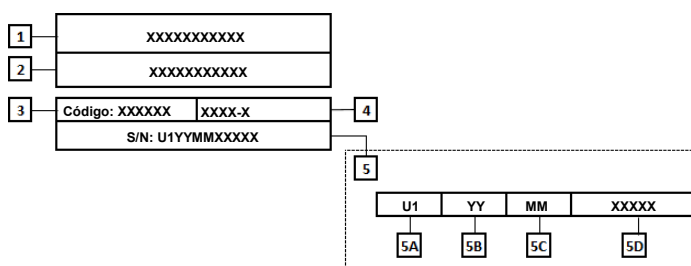 1 XXXXXXXXXXX
2 XXXXXXXXXXX
3 Código: XXXXXX XXXX-X 4
S/N: U1YYMMXXXXX
5
U1 YY MM XXXXX
5A 5B 5C 5D